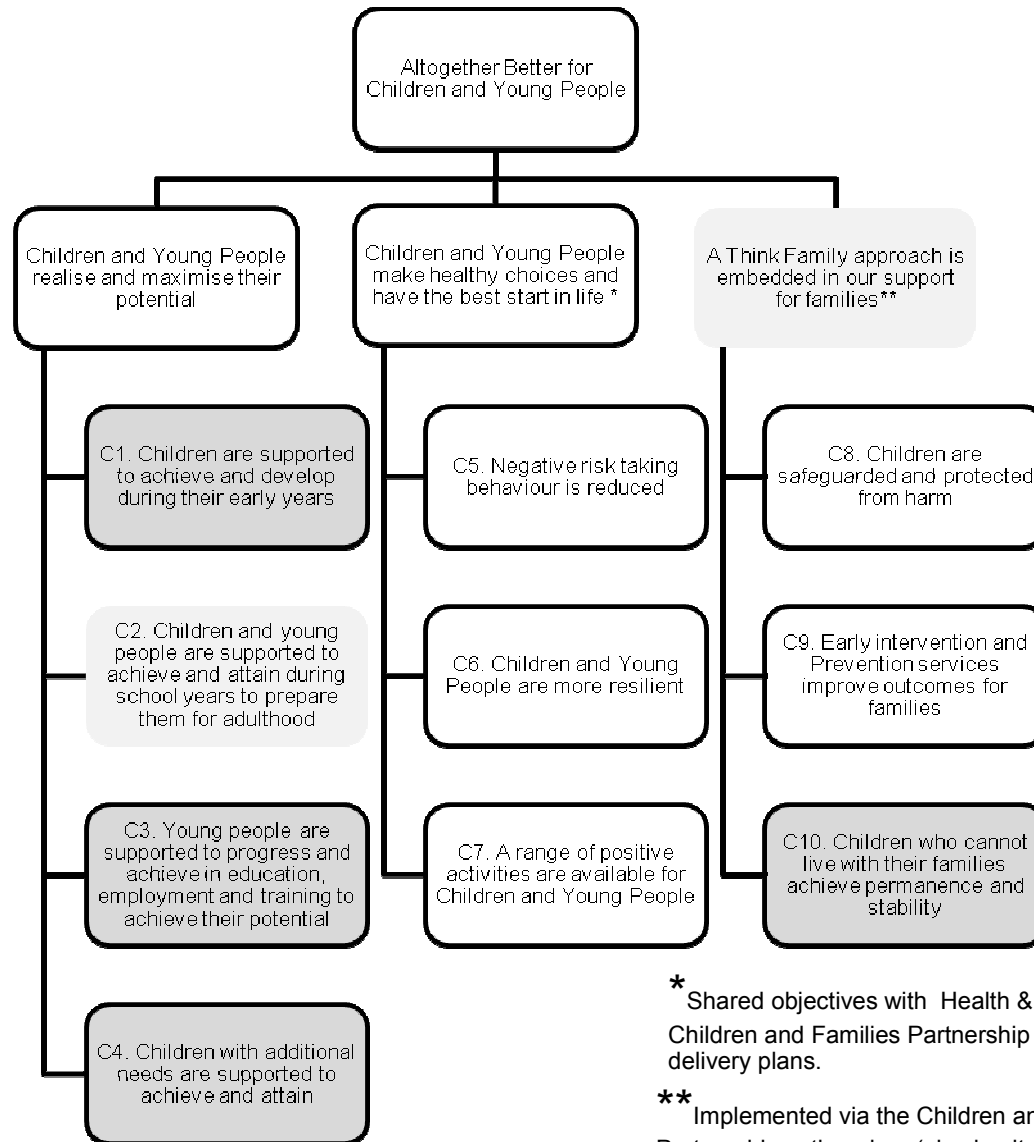 Altogether Better for
Children and Young People
Children and Young People
realise and maximise their
potential
Children and Young People
make healthy choices and
have the best start in life *
A Think Family approach is
embedded in our support
for families**
C1. Children are supported
to achieve and develop
during their early years
C2. Children and young
people are supported to
achieve and attain during
school years to prepare
them for adulthood
C3. Young people are
supported to progress and
achieve in education,
employment and training to
achieve their potential
C4. Children with additional
needs are supported to
achieve and attain
C5. Negative risk taking
behaviour is reduced
C6. Children and Young
People are more resilient
C7. A range of positive
activities are available for
Children and Young People
C8. Children are
safeguarded and protected
from harm
C9. Early intervention and
Prevention services
improve outcomes for
families
C10. Children who cannot
live with their families
achieve permanence and
stability
*Shared objectives with Health &
Children and Families Partnership
delivery plans.
**Implemented via the Children